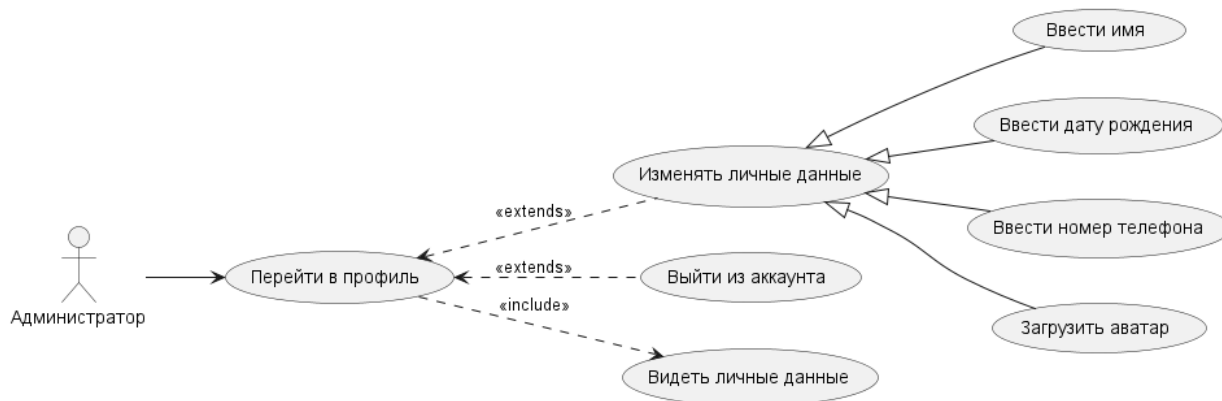 Ввести имя
Ввести дату рождения
Изменять личные данные
«extends»
Ввести номер телефона
«extends»
Перейти в профиль
Выйти из аккаунта
«include»
Администратор
Загрузить аватар
Видеть личные данные